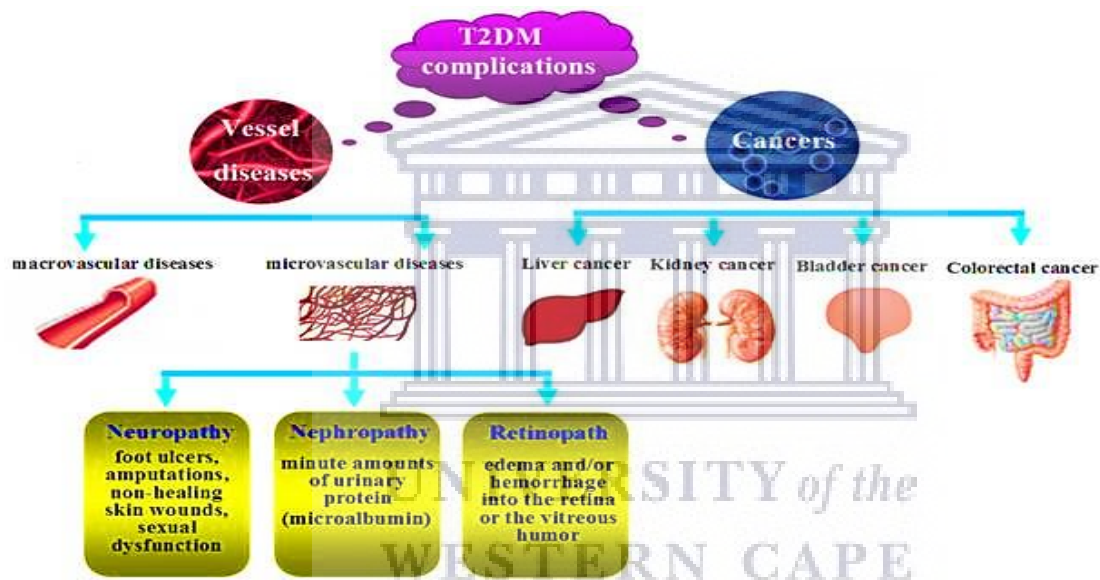 T2DM
complications
Vessel
diseases
Cancers
macrovascular diseases
microvascular diseases
Liver cancer
Kidney cancer
Bladder cancer
Colorectal cancer
Neuropathy
foot ulcers,
amputations,
non-healing
skin wounds,
sexual
dysfunction
Nephropathy
minute amounts
of urinary
protein
(microalbumin)
Retinopath
edema and/or
hemorrhage
into the retina
or the vitreous
humor
UNIVERSITY of the
WESTERN CAPE